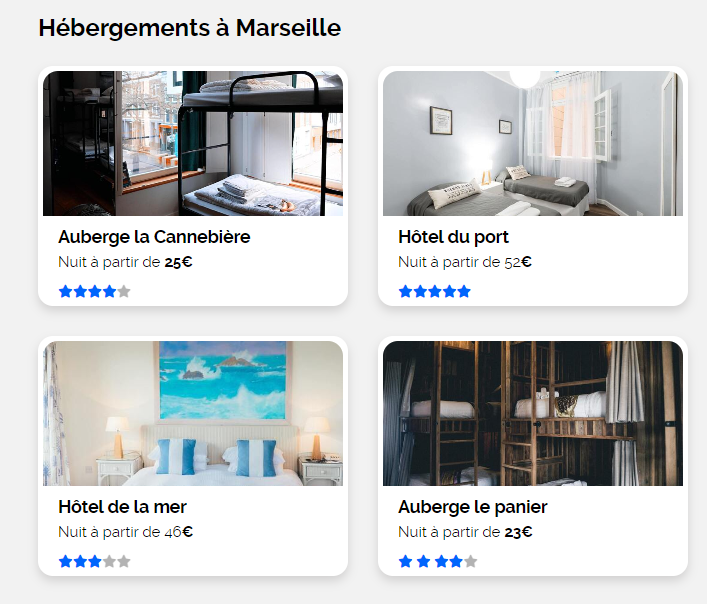 Hébergements à Marseille
Auberge la Cannebière
Nuit à partir de 25€
Hôtel du port
Nuit à partir de 52€
Hôtel de la mer
Nuit à partir de 46€
Auberge le panier
Nuit à partir de 23€